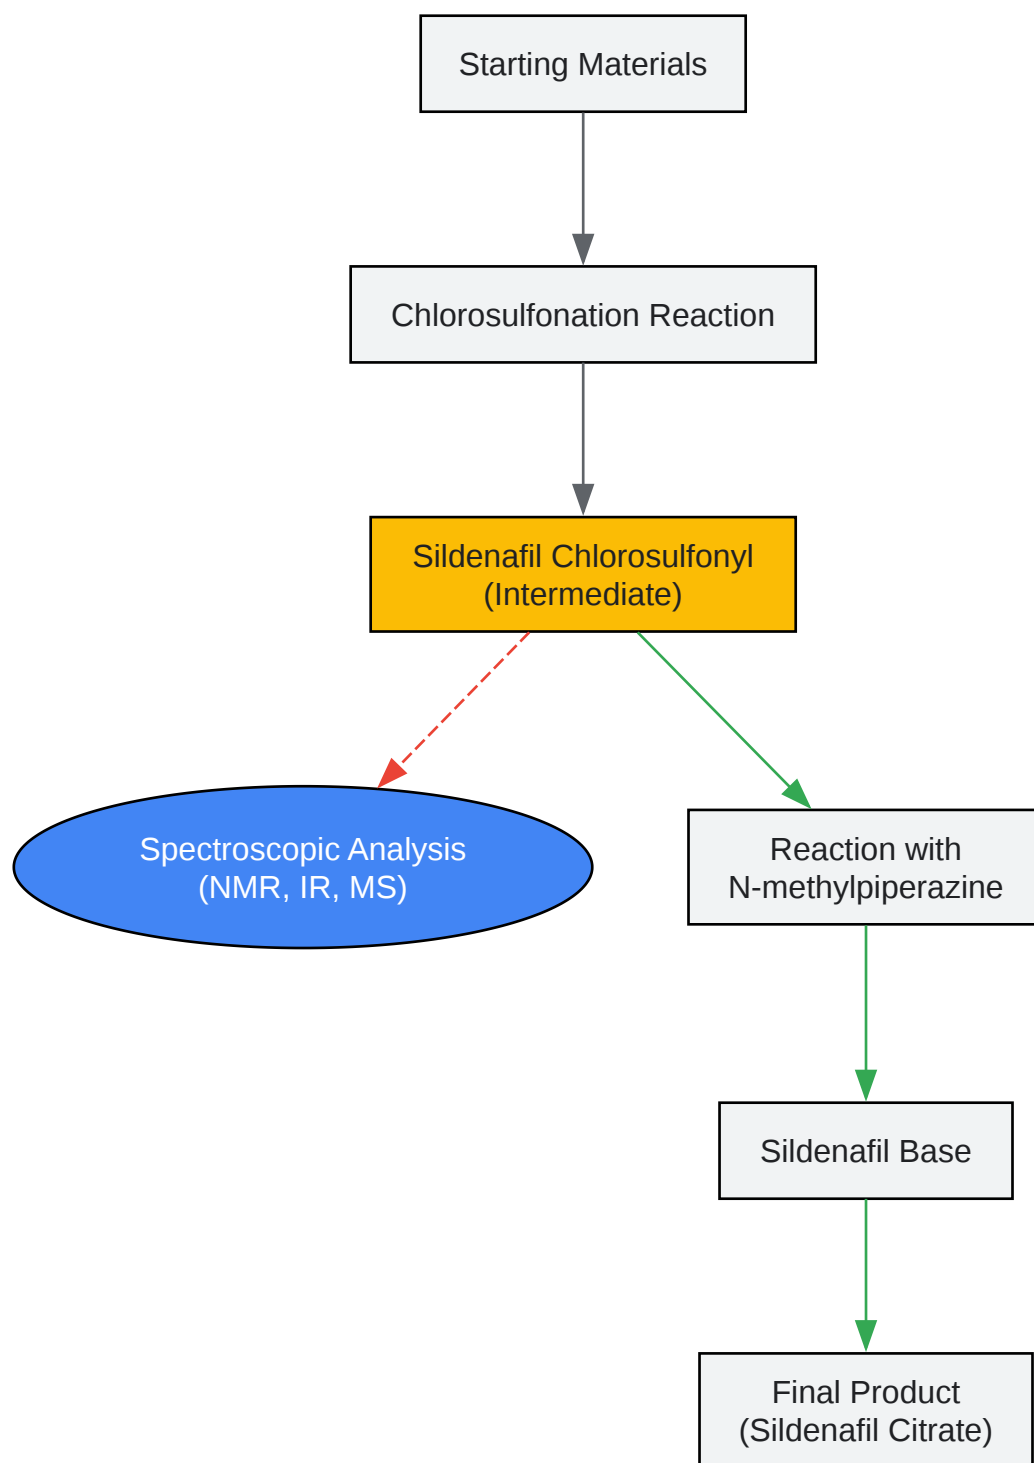 Starting Materials
Chlorosulfonation Reaction
Sildenafil Chlorosulfonyl
(Intermediate)
Spectroscopic Analysis
(NMR, IR, MS)
Reaction with
N-methylpiperazine
Sildenafil Base
Final Product
(Sildenafil Citrate)